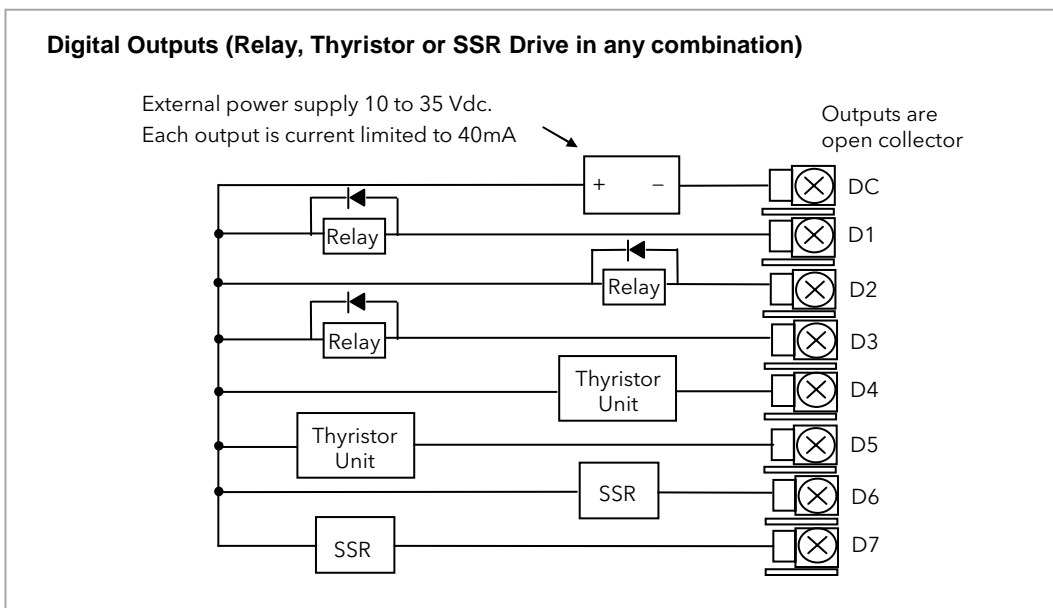 Digital Outputs (Relay, Thyristor or SSR Drive in any combination)
External power supply 10 to 35 Vdc.
Each output is current limited to 40mA
Outputs are
open collector
+ −
DC
Relay
D1
Relay
D2
Relay
D3
Thyristor
Unit
D4
Thyristor
Unit
D5
SSR
D6
SSR
D7